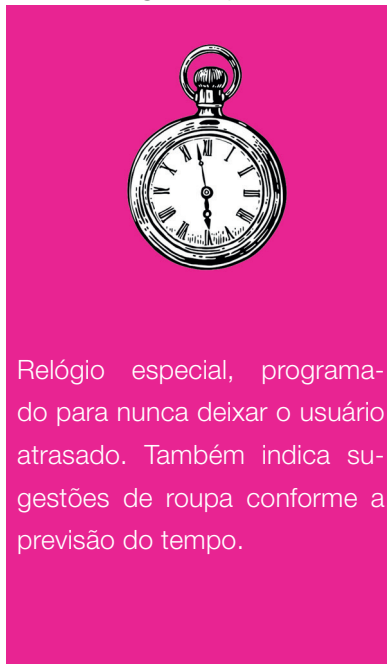 Relógio especial, programa-
do para nunca deixar o usuário
atrasado. Também indica su-
gestões de roupa conforme a
previsão do tempo.